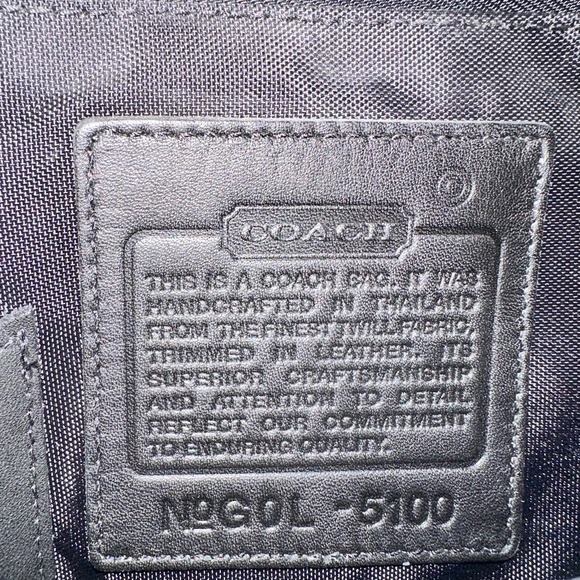 COACH
THIS IS A COACH BAG. IT WAS
HANDCRAFTED IN THAILAND
FROM THE FINEST TWILL FABRIC,
TRIMMED IN LEATHER. ITS
SUPERIOR CRAFTSMANSHIP
AND ATTENTION TO DETAIL
REFLECT OUR COMMITMENT
TO ENDURING QUALITY.
NºG0L -5100